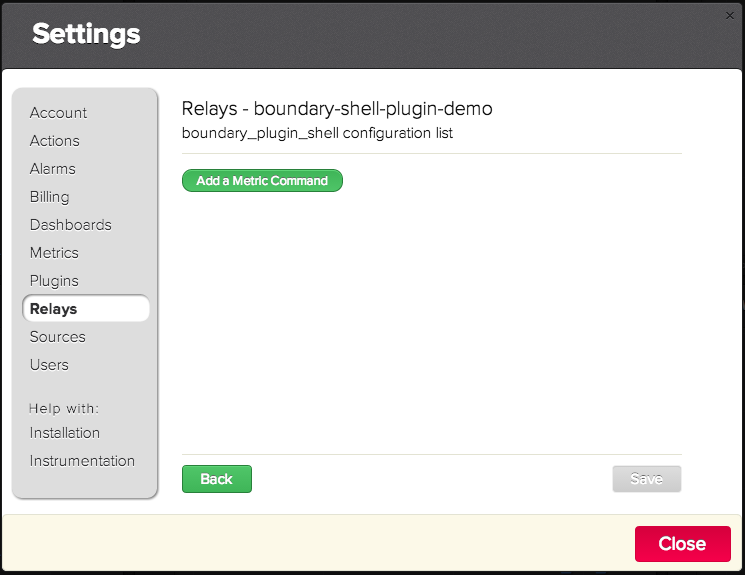 Settings
×
Account
Actions
Alarms
Billing
Dashboards
Metrics
Plugins
Relays
Sources
Users
Help with:
Installation
Instrumentation
Relays - boundary-shell-plugin-demo
boundary_plugin_shell configuration list
Add a Metric Command
Back
Save
Close